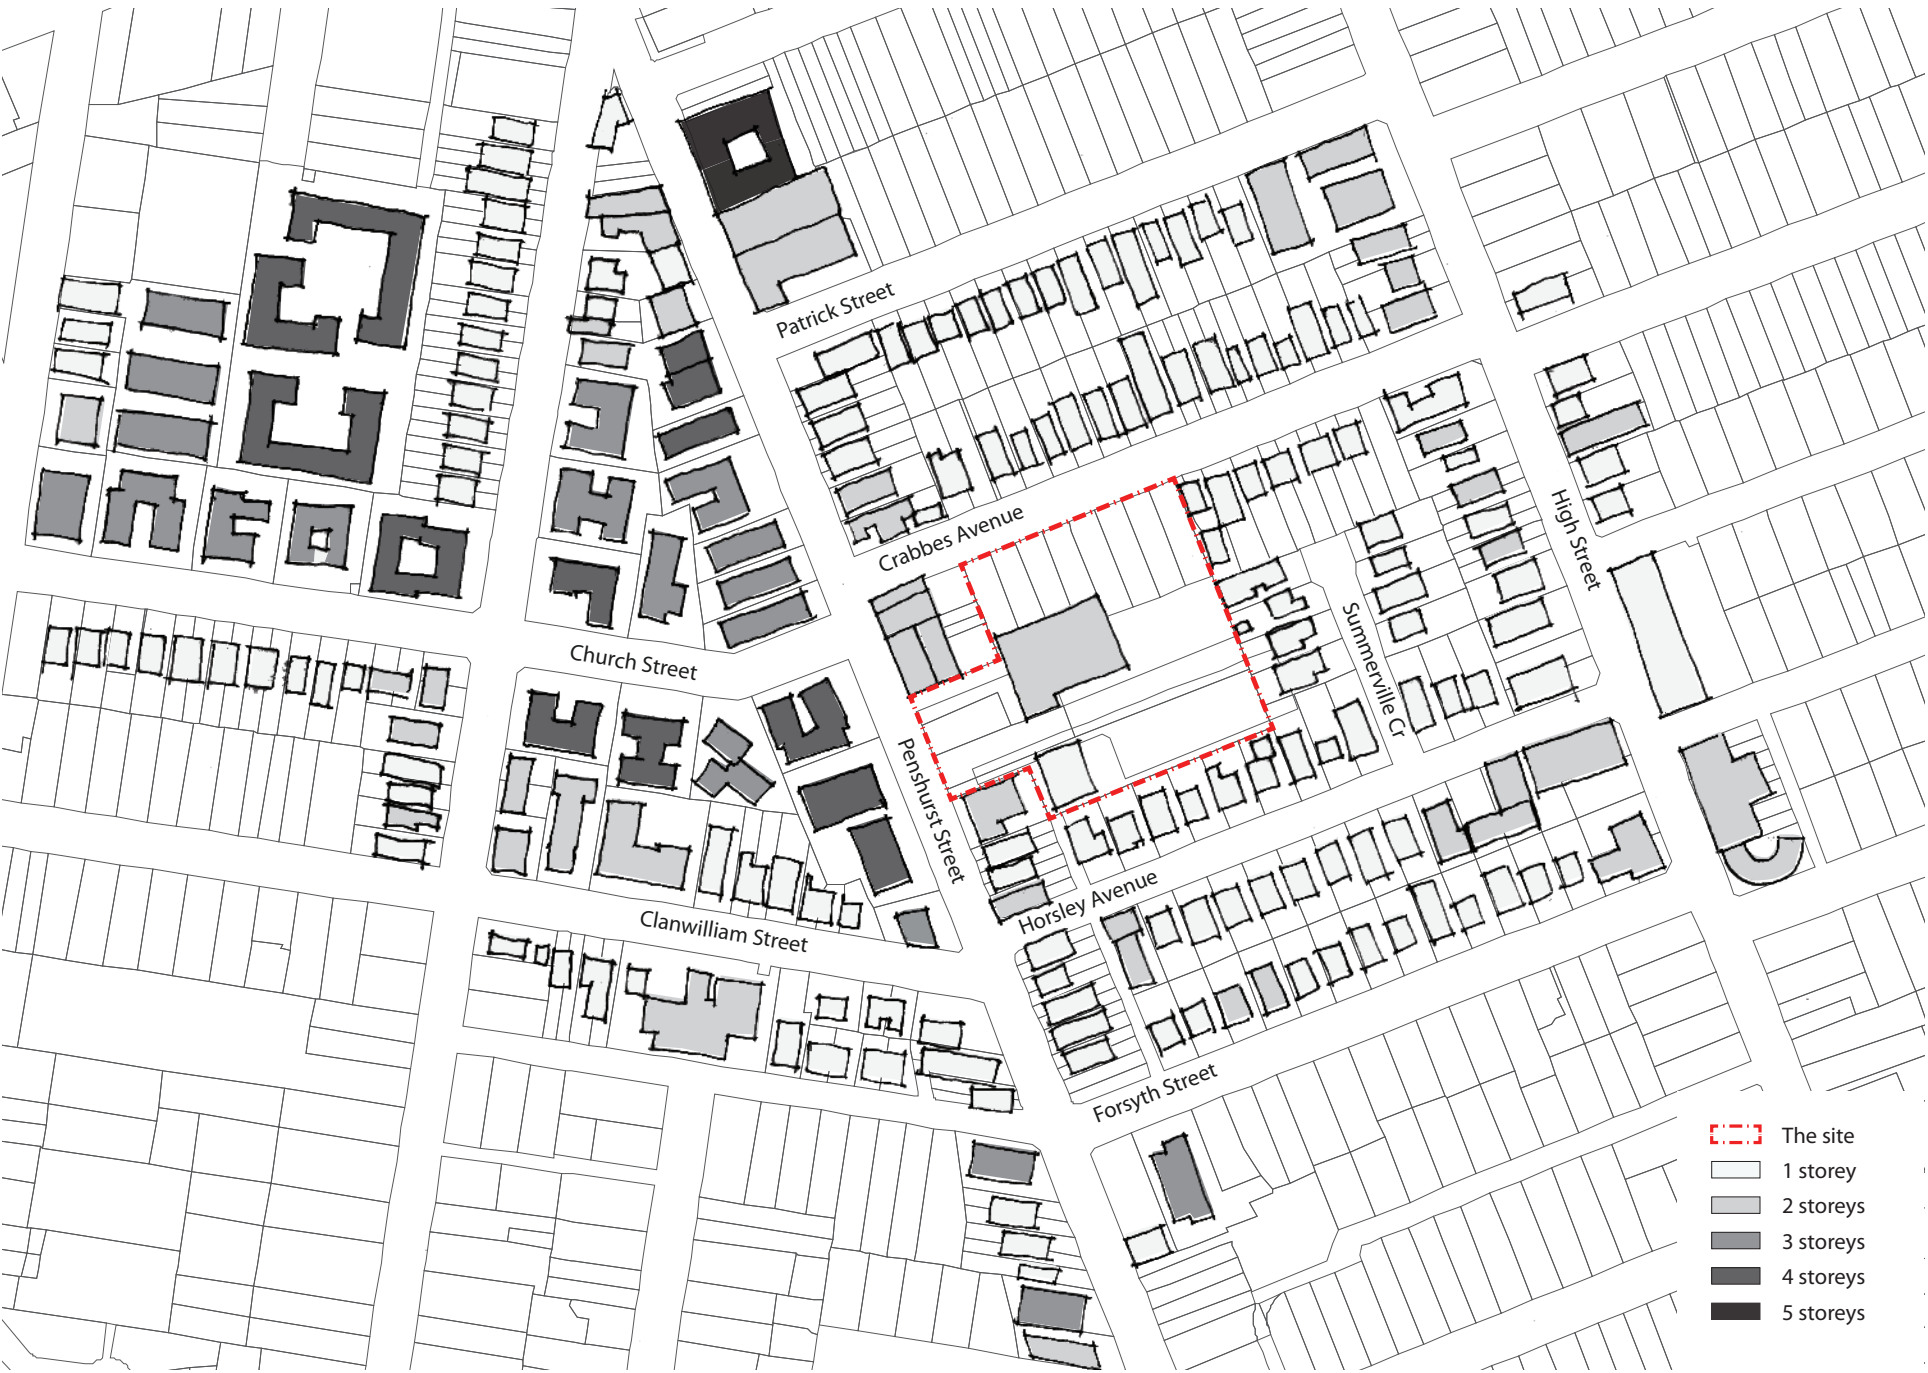 Patrick Street
Crabbes Avenue
High Street
Summerville Cr
Church Street
Penshurst Street
Horsley Avenue
Clanwilliam Street
Forsyth Street
The site
1 storey
2 storeys
3 storeys
4 storeys
5 storeys